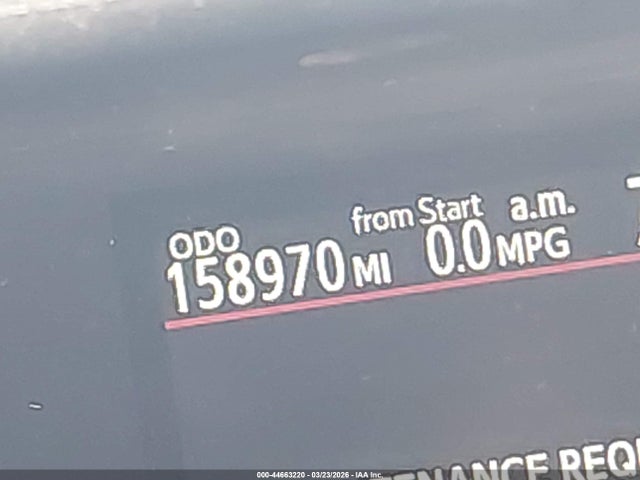 from Start a.m.
ODO
158970 MI 0.0 MPG
000-44663220 - 03/23/2026 - IAA Inc.